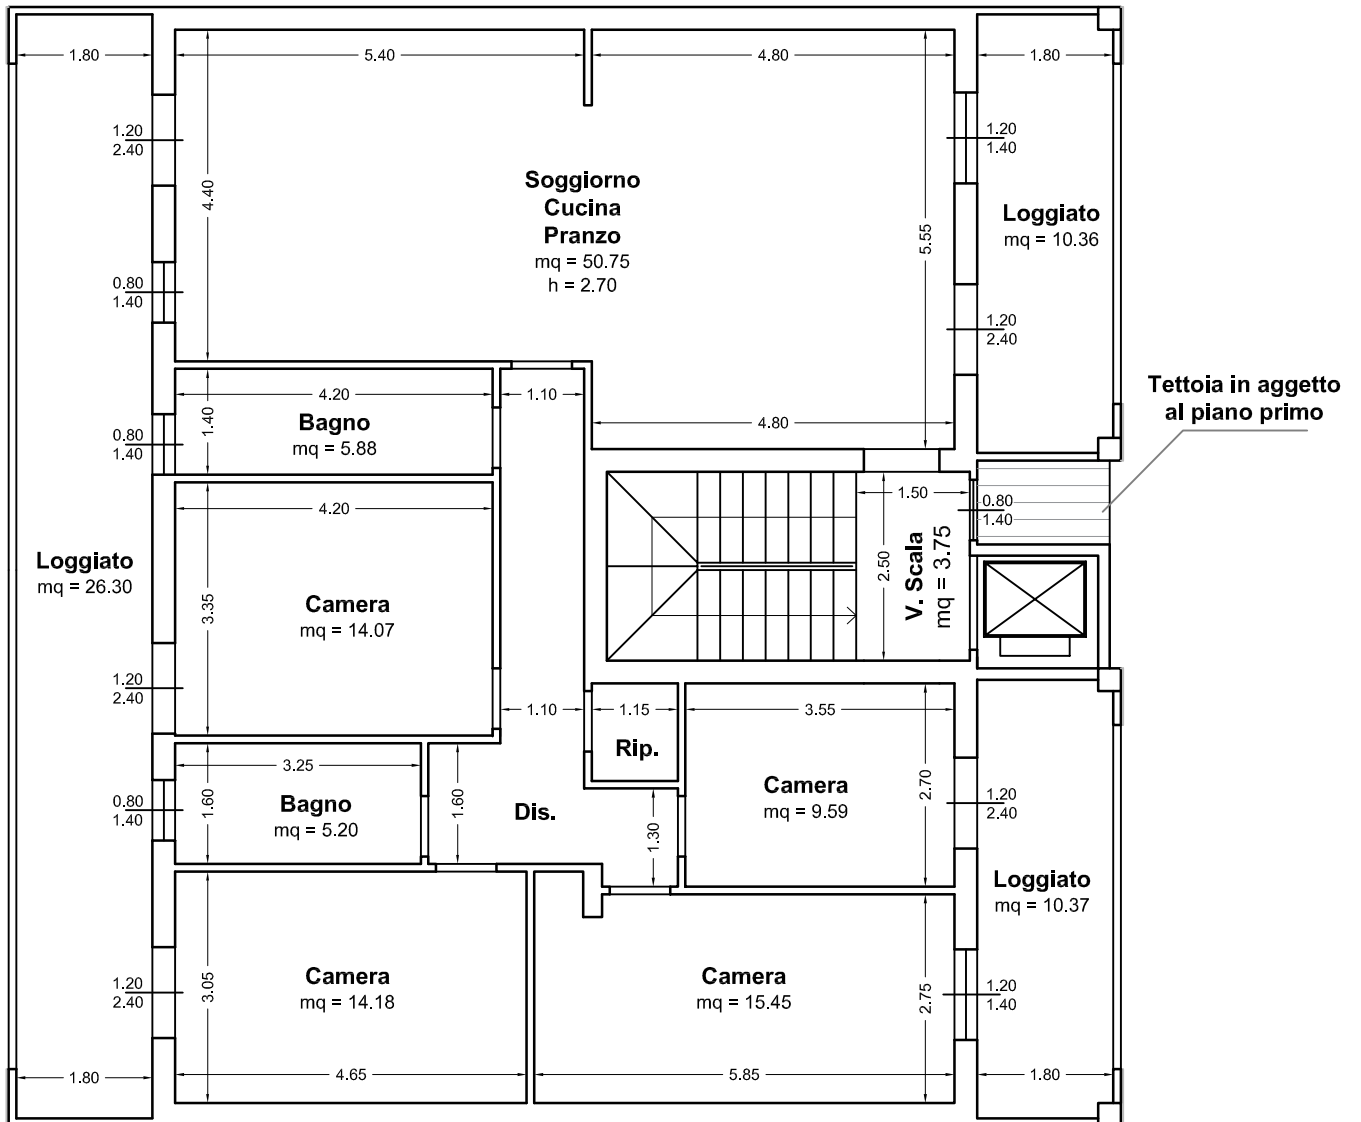 1.80
5.40
4.80
1.80
1.20
2.40
1.20
1.40
4.40
Soggiorno
Cucina
Pranzo
mq = 50.75
h = 2.70
5.55
Loggiato
mq = 10.36
0.80
1.40
1.20
2.40
Tettoia in aggetto
al piano primo
4.20
1.10
1.40
Bagno
mq = 5.88
4.80
0.80
1.40
4.20
1.50
0.80
1.40
2.50
V. Scala
mq = 3.75
Loggiato
mq = 26.30
3.35
Camera
mq = 14.07
1.20
2.40
1.10
1.15
3.55
Rip.
3.25
1.60
Bagno
mq = 5.20
0.80
1.40
1.60
Dis.
1.30
Camera
mq = 9.59
2.70
1.20
2.40
Loggiato
mq = 10.37
1.20
2.40
3.05
Camera
mq = 14.18
Camera
mq = 15.45
2.75
1.20
1.40
1.80
4.65
5.85
1.80